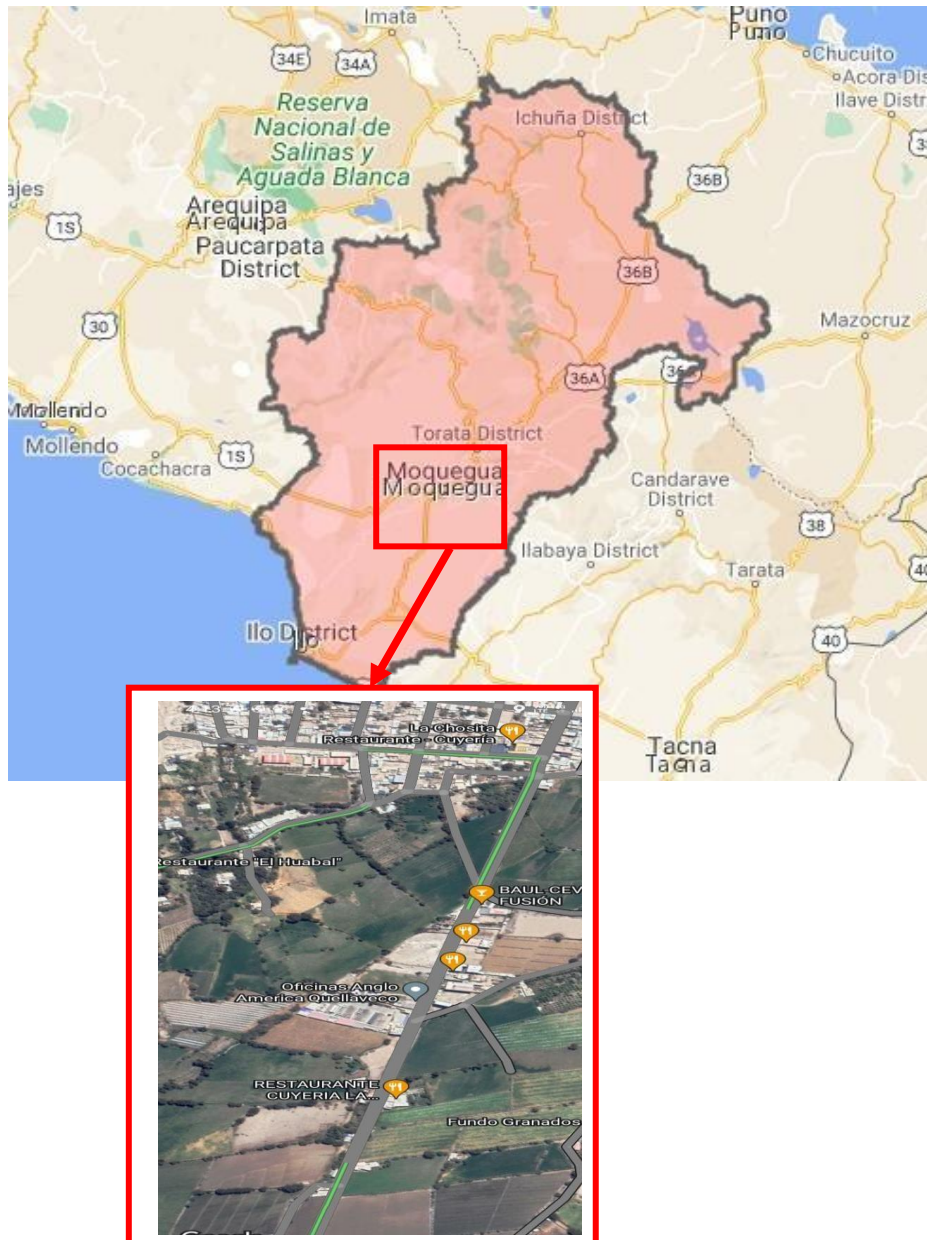 Imata
Puno
Puno
34E
34A
Chucuito
Acora Dis
Ilave Distr
Reserva
Nacional de
Salinas y
Aguada Blanca
Ichuña District
36B
ajes
1S
Arequipa
Arequipa
Paucarpata
District
36B
30
Mazocruz
36A
Mollendo
Mollendo
Cocachacra
1S
Torata District
Moquegua
Moquegua
Candarave
District
38
Ilabaya District
Tarata
40
40
Ilo District
Ilo
Tacna
Tacna
La Chosita
Restaurante - Cuyería
Restaurante "El Huabal"
BAUL CEV
FUSIÓN
Oficinas Anglo
America Quellaveco
RESTAURANTE
CUYERIA LA...
Fundo Granados